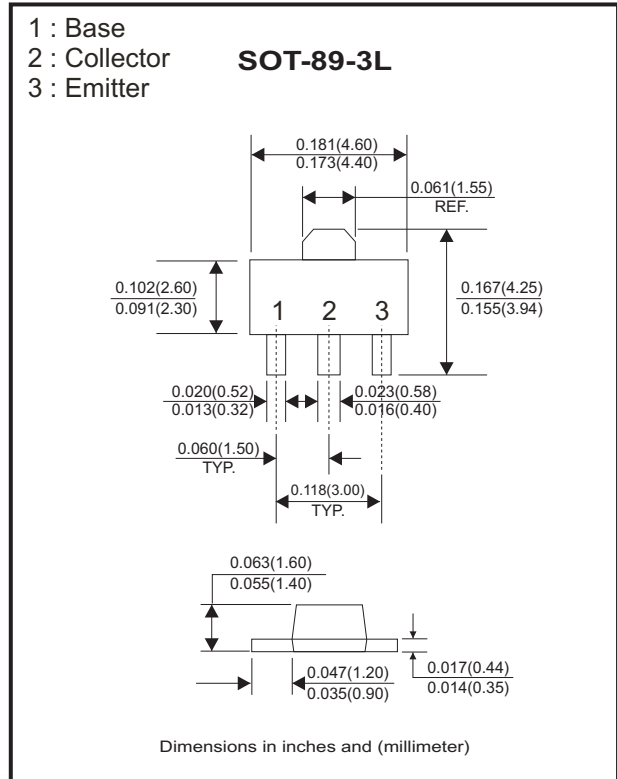 1 : Base
2 : Collector
3 : Emitter
SOT-89-3L
0.181(4.60)
0.173(4.40)
0.061(1.55)
REF.
0.102(2.60)
0.091(2.30)
0.167(4.25)
0.155(3.94)
1 2 3
0.020(0.52)
0.013(0.32)
0.023(0.58)
0.016(0.40)
0.060(1.50)
TYP.
0.118(3.00)
TYP.
0.063(1.60)
0.055(1.40)
0.047(1.20)
0.035(0.90)
0.017(0.44)
0.014(0.35)
Dimensions in inches and (millimeter)